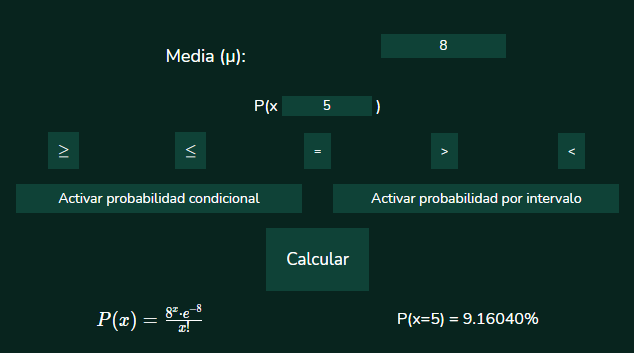 Media (μ): 8
P(x 5 )
≥ ≤ = > <
Activar probabilidad condicional Activar probabilidad por intervalo
Calcular
P(x) = \frac{8^x \cdot e^{-8}}{x!} P(x=5) = 9.16040%